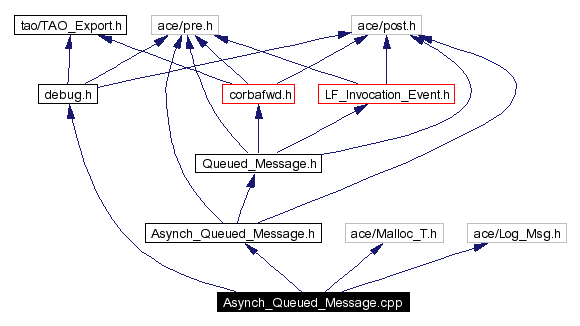 tao/TAO_Export.h
ace/pre.h
ace/post.h
debug.h
corbafwd.h
LF_Invocation_Event.h
Queued_Message.h
Asynch_Queued_Message.h
ace/Malloc_T.h
ace/Log_Msg.h
Asynch_Queued_Message.cpp